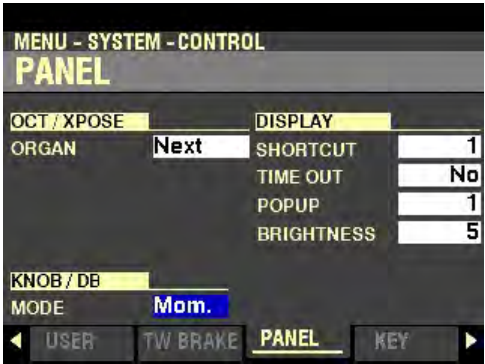 MENU - SYSTEM - CONTROL
PANEL
OCT / XPOSE
ORGAN Next
DISPLAY
SHORTCUT 1
TIME OUT No
POPUP 1
BRIGHTNESS 5
KNOB / DB
MODE Mom.
USER TW BRAKE PANEL KEY